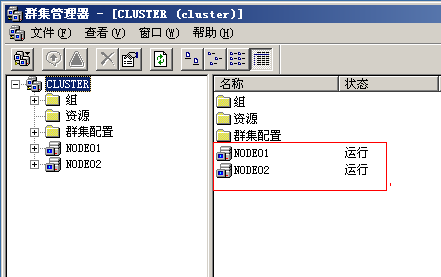 群集管理器 - [CLUSTER (cluster)]
文件(F) 查看(V) 窗口(W) 帮助(H)
CLUSTER
组
资源
群集配置
NODE01
NODE02
名称 状态
组
资源
群集配置
NODE01 运行
NODE02 运行